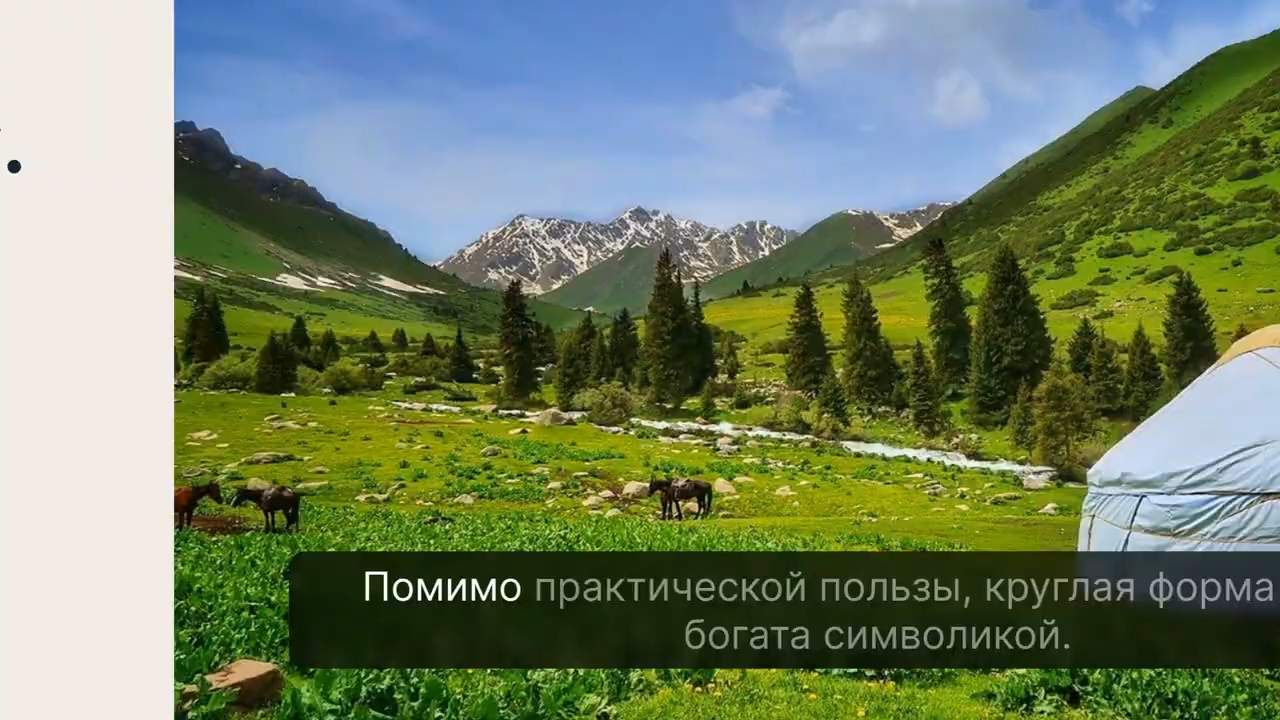 Помимо практической пользы, круглая форма
богата символикой.